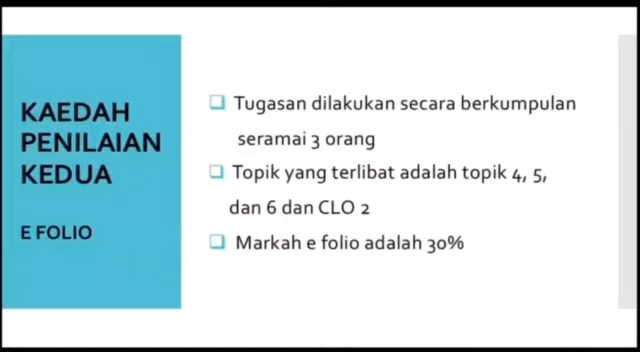 KAEDAH
PENILAIAN
KEDUA
E FOLIO
Tugasan dilakukan secara berkumpulan
seramai 3 orang
Topik yang terlibat adalah topik 4, 5,
dan 6 dan CLO 2
Markah e folio adalah 30%